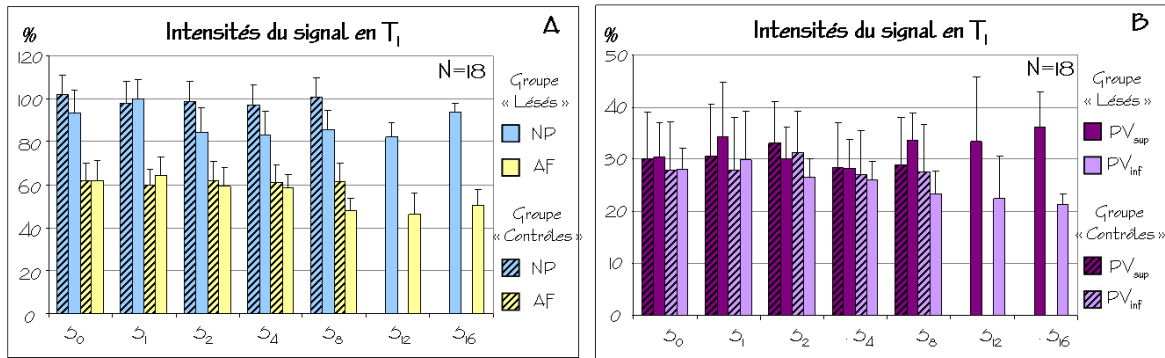 Intensités du signal en T1
A
%
N=18
120
100
80
60
40
20
0
S0 S1 S2 S4 S8 S12 S16
Groupe
« Lésés »
NP
AF
Groupe
« Contrôles »
NP
AF
Intensités du signal en T1
B
%
N=18
50
40
30
20
10
0
S0 S1 S2 S4 S8 S12 S16
Groupe
« Lésés »
PVsup
PVinf
Groupe
« Contrôles »
PVsup
PVinf